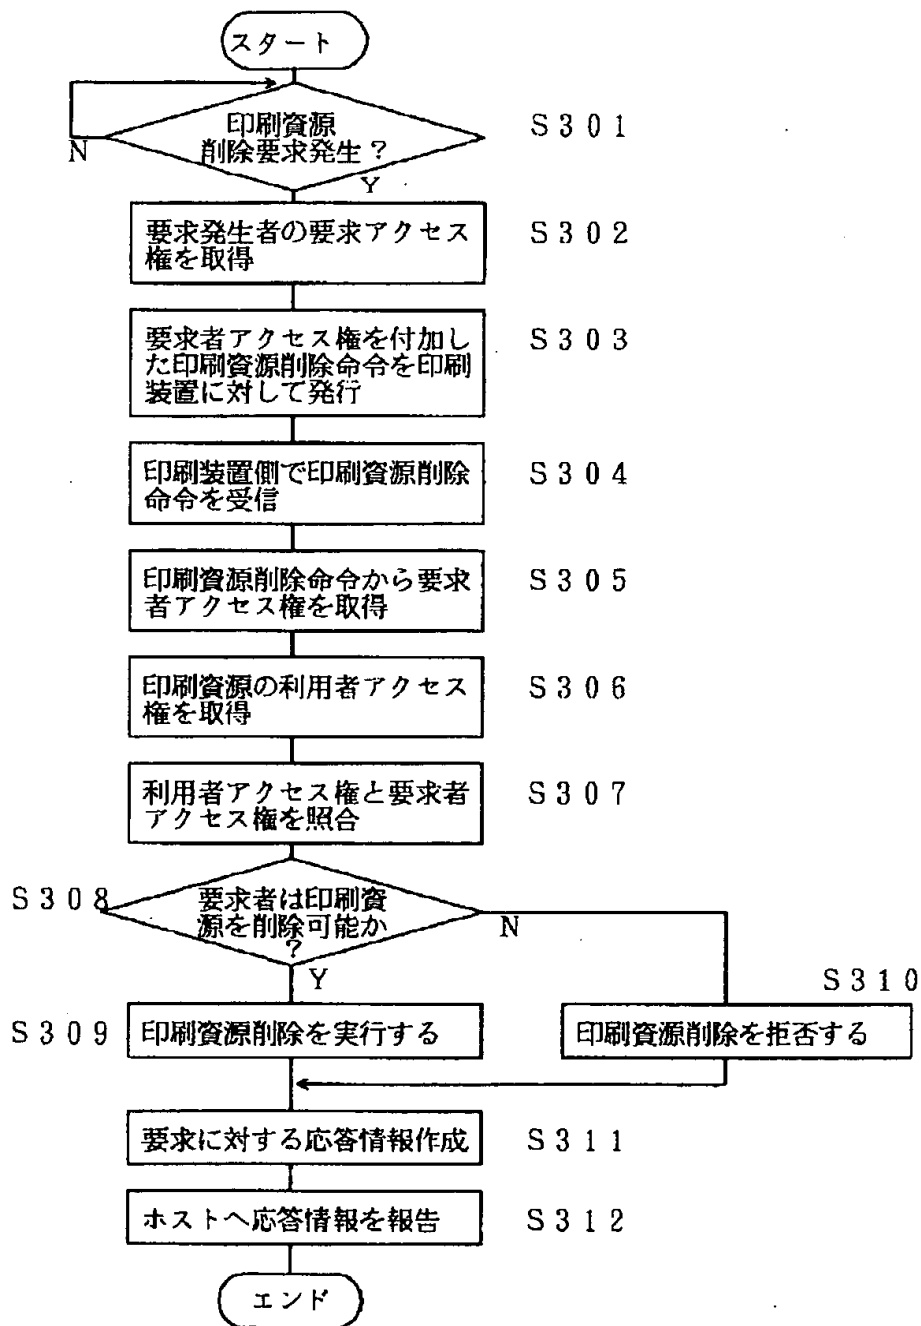 スタート
印刷資源
削除要求発生？
S301
N
Y
要求発生者の要求アクセス
権を取得
S302
要求者アクセス権を付加し
た印刷資源削除命令を印刷
装置に対して発行
S303
印刷装置側で印刷資源削除
命令を受信
S304
印刷資源削除命令から要求
者アクセス権を取得
S305
印刷資源の利用者アクセス
権を取得
S306
利用者アクセス権と要求者
アクセス権を照合
S307
S308
要求者は印刷資
源を削除可能か
？
N
Y
S310
S309
印刷資源削除を実行する
印刷資源削除を拒否する
要求に対する応答情報作成
S311
ホストへ応答情報を報告
S312
エンド